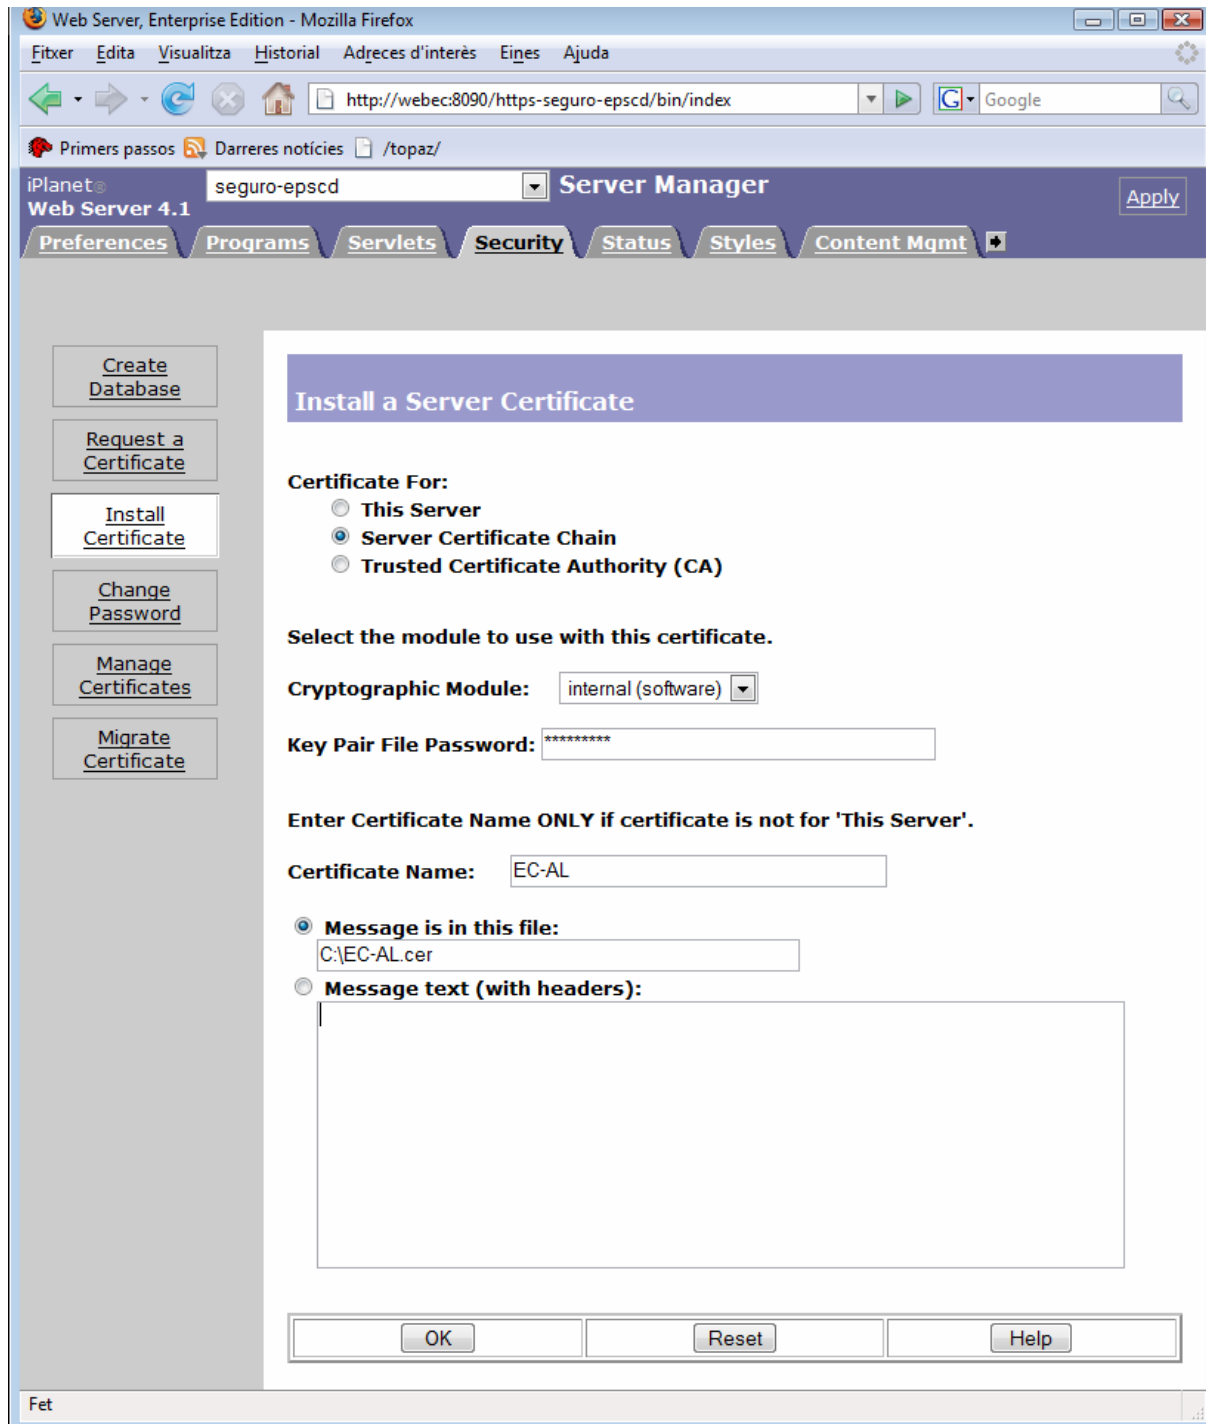 Web Server, Enterprise Edition - Mozilla Firefox
Fitxer Edita Visualitza Historial Adreces d'interès Eines Ajuda
http://webec:8090/https-seguro-epscd/bin/index G Google
Primers passos Darreres notícies /topaz/
iPlanet® seguro-epscd Server Manager
Web Server 4.1 Apply
Preferences Programs Servlets Security Status Styles Content Mgmt
Create
Database
Request a
Certificate
Install
Certificate
Change
Password
Manage
Certificates
Migrate
Certificate
Install a Server Certificate
Certificate For:
This Server
Server Certificate Chain
Trusted Certificate Authority (CA)
Select the module to use with this certificate.
Cryptographic Module: internal (software)
Key Pair File Password: *********
Enter Certificate Name ONLY if certificate is not for 'This Server'.
Certificate Name: EC-AL
Message is in this file:
C:\EC-AL.cer
Message text (with headers):
OK Reset Help
Fet